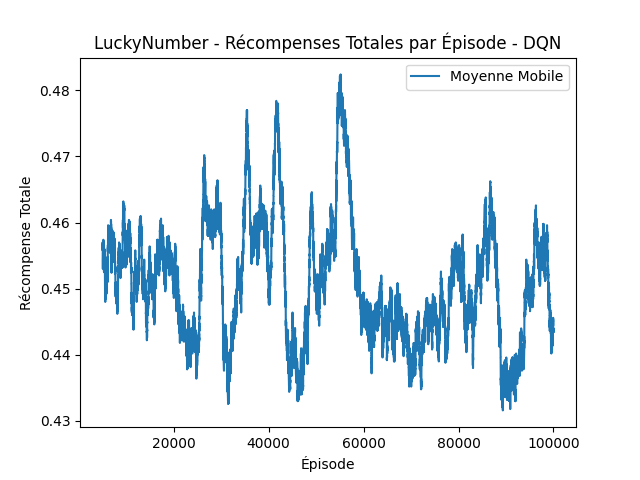 LuckyNumber - Récompenses Totales par Épisode - DQN
Moyenne Mobile
0.48
0.47
0.46
0.45
0.44
0.43
Récompense Totale
20000 40000 60000 80000 100000
Épisode